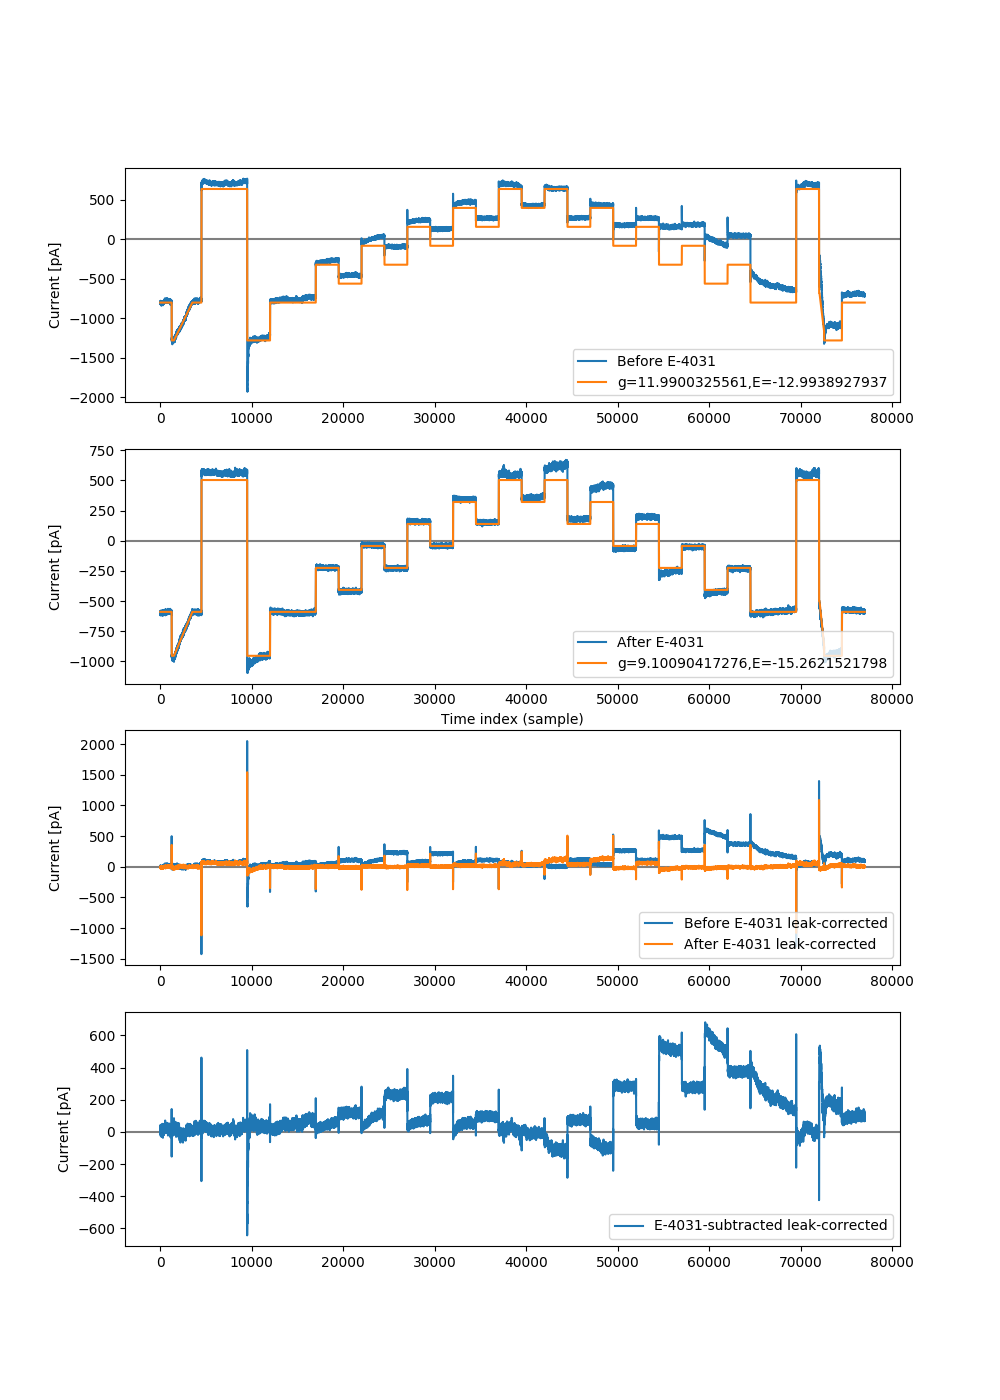 500
0
−500
−1000
−1500
−2000
Current [pA]
Before E-4031
g=11.9900325561,E=-12.9938927937
0 10000 20000 30000 40000 50000 60000 70000 80000
750
500
250
0
−250
−500
−750
−1000
Current [pA]
After E-4031
g=9.10090417276,E=-15.2621521798
0 10000 20000 30000 40000 50000 60000 70000 80000
Time index (sample)
2000
1500
1000
500
0
−500
−1000
−1500
Current [pA]
Before E-4031 leak-corrected
After E-4031 leak-corrected
0 10000 20000 30000 40000 50000 60000 70000 80000
600
400
200
0
−200
−400
−600
Current [pA]
E-4031-subtracted leak-corrected
0 10000 20000 30000 40000 50000 60000 70000 80000